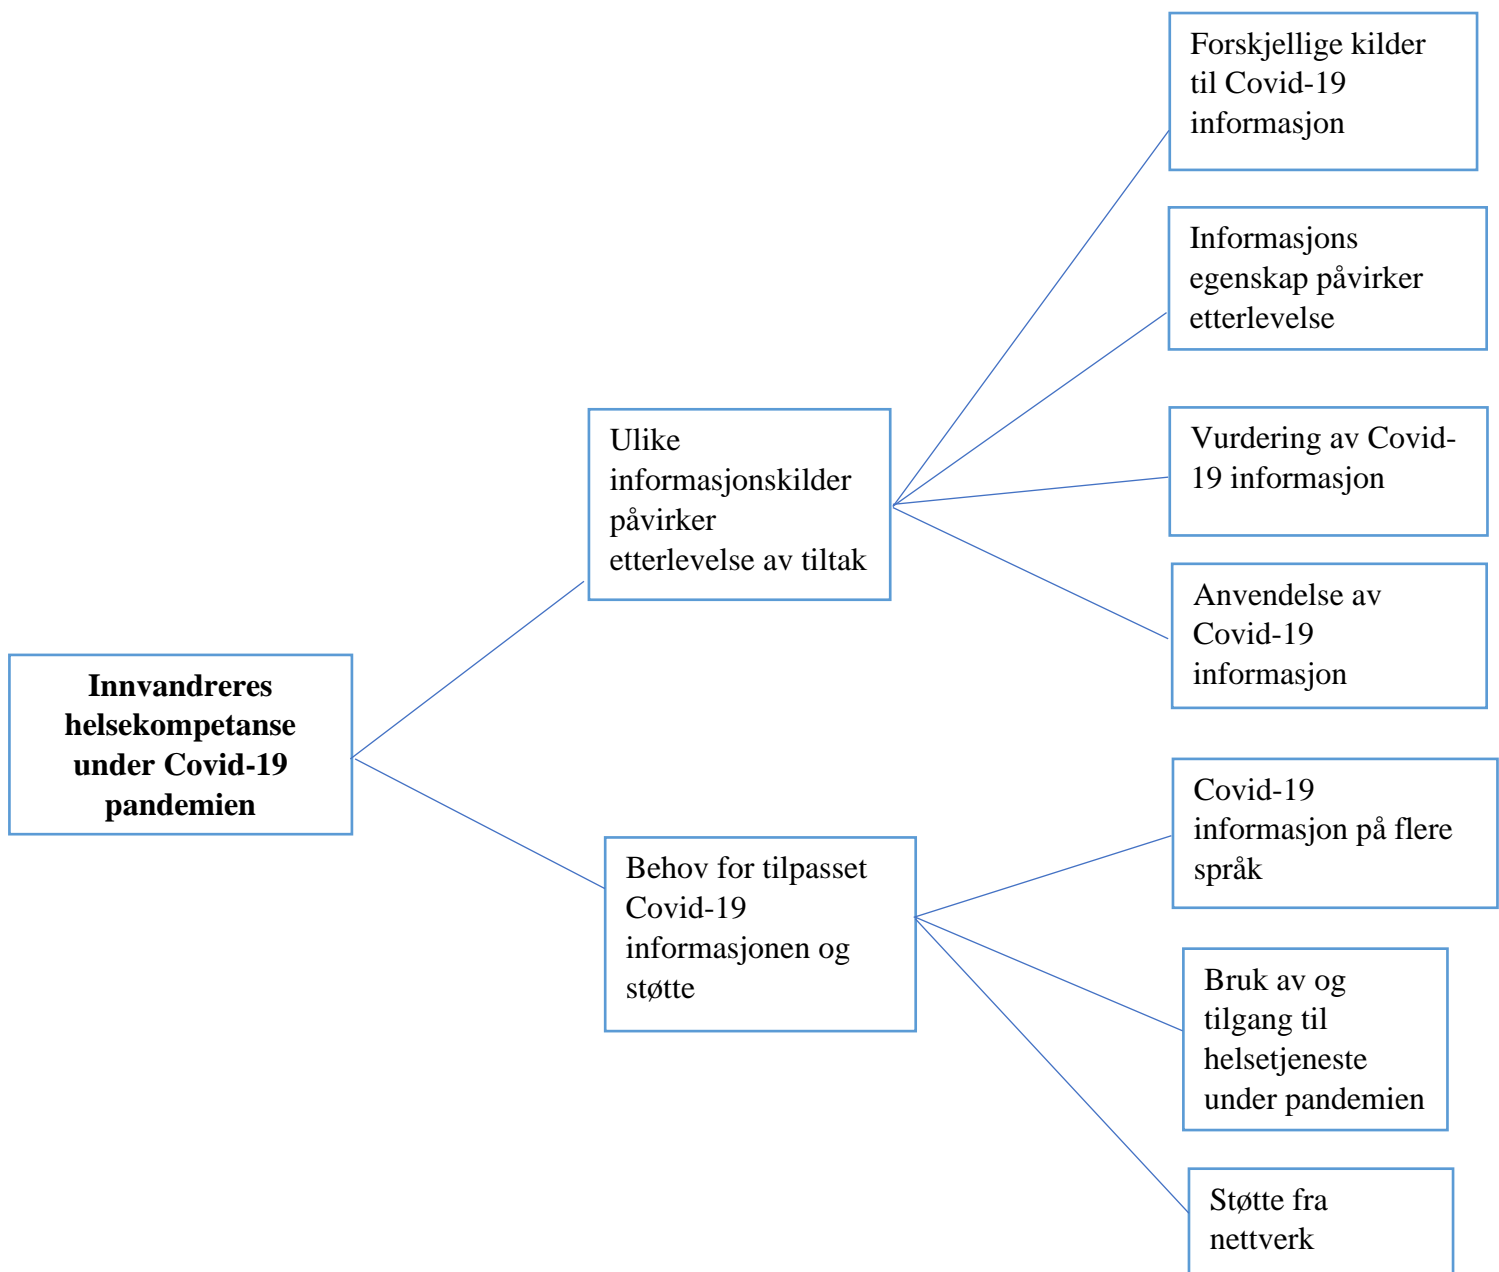 Innvandreres
helsekompetanse
under Covid-19
pandemien
Ulike
informasjonskilder
påvirker
etterlevelse av tiltak
Forskjellige kilder
til Covid-19
informasjon
Informasjons
egenskap påvirker
etterlevelse
Vurdering av Covid-
19 informasjon
Anvendelse av
Covid-19
informasjon
Behov for tilpasset
Covid-19
informasjonen og
støtte
Covid-19
informasjon på flere
språk
Bruk av og
tilgang til
helsetjeneste
under pandemien
Støtte fra
nettverk